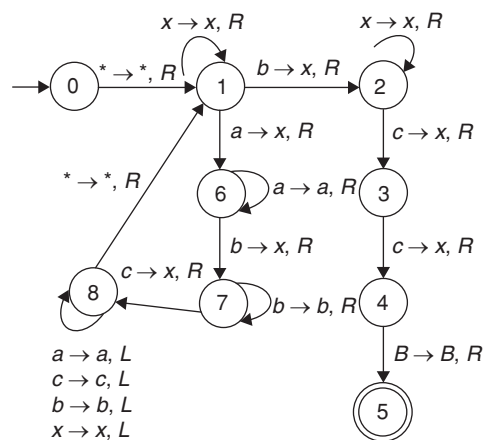 x → x, R
x → x, R
0
* → *, R
1
b → x, R
2
a → x, R
c → x, R
* → *, R
6
a → a, R
3
b → x, R
c → x, R
c → x, R
8
7
b → b, R
4
a → a, L
c → c, L
b → b, L
x → x, L
B → B, R
5